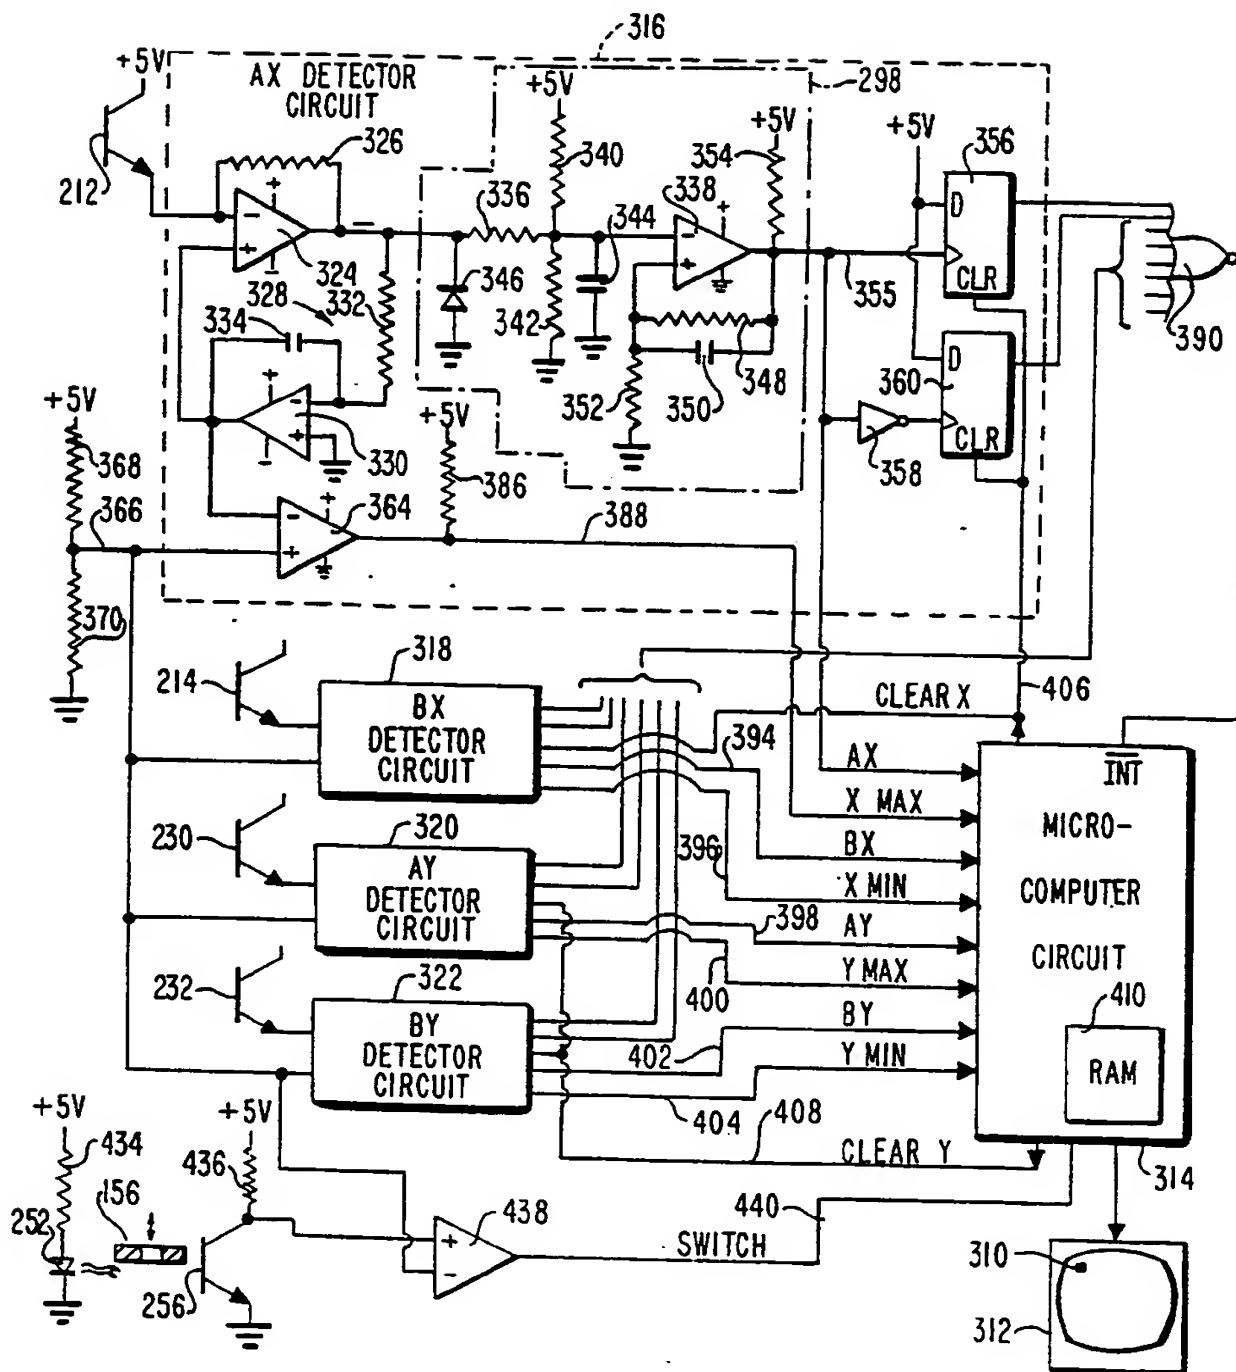 316
+5V
AX DETECTOR
CIRCUIT
+5V
298
326
340
354
+5V
+5V
356
212
336
338
344
D
CLR
324
332
346
342
355
328
334
348
390
352
350
D
360
CLR
+5V
+5V
358
368
330
386
366
364
388
370
214
318
BX
DETECTOR
CIRCUIT
CLEAR X
406
394
INT
AX
X MAX
MICRO-
230
320
AY
DETECTOR
CIRCUIT
396
BX
X MIN
COMPUTER
398
AY
CIRCUIT
232
322
400
Y MAX
410
BY
DETECTOR
CIRCUIT
402
BY
RAM
Y MIN
404
408
+5V
+5V
CLEAR Y
314
434
436
156
440
252
438
SWITCH
310
256
312